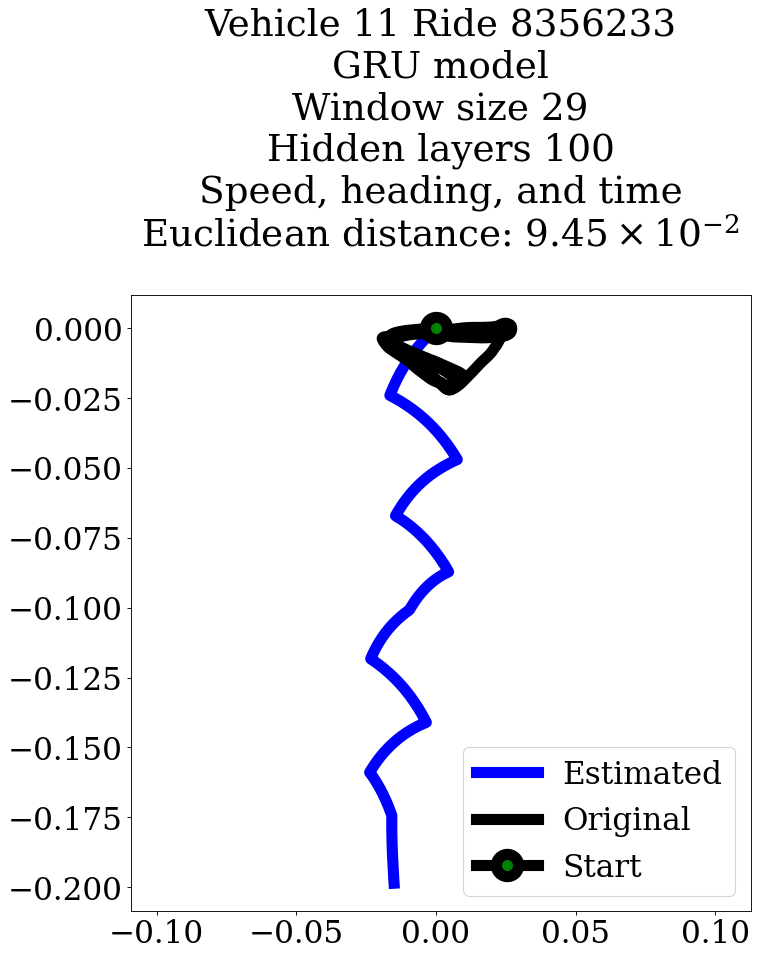 Vehicle 11 Ride 8356233
GRU model
Window size 29
Hidden layers 100
Speed, heading, and time
Euclidean distance: 9.45 × 10⁻²
0.000
−0.025
−0.050
−0.075
−0.100
−0.125
−0.150
−0.175
−0.200
Estimated
Original
Start
−0.10
−0.05
0.00
0.05
0.10